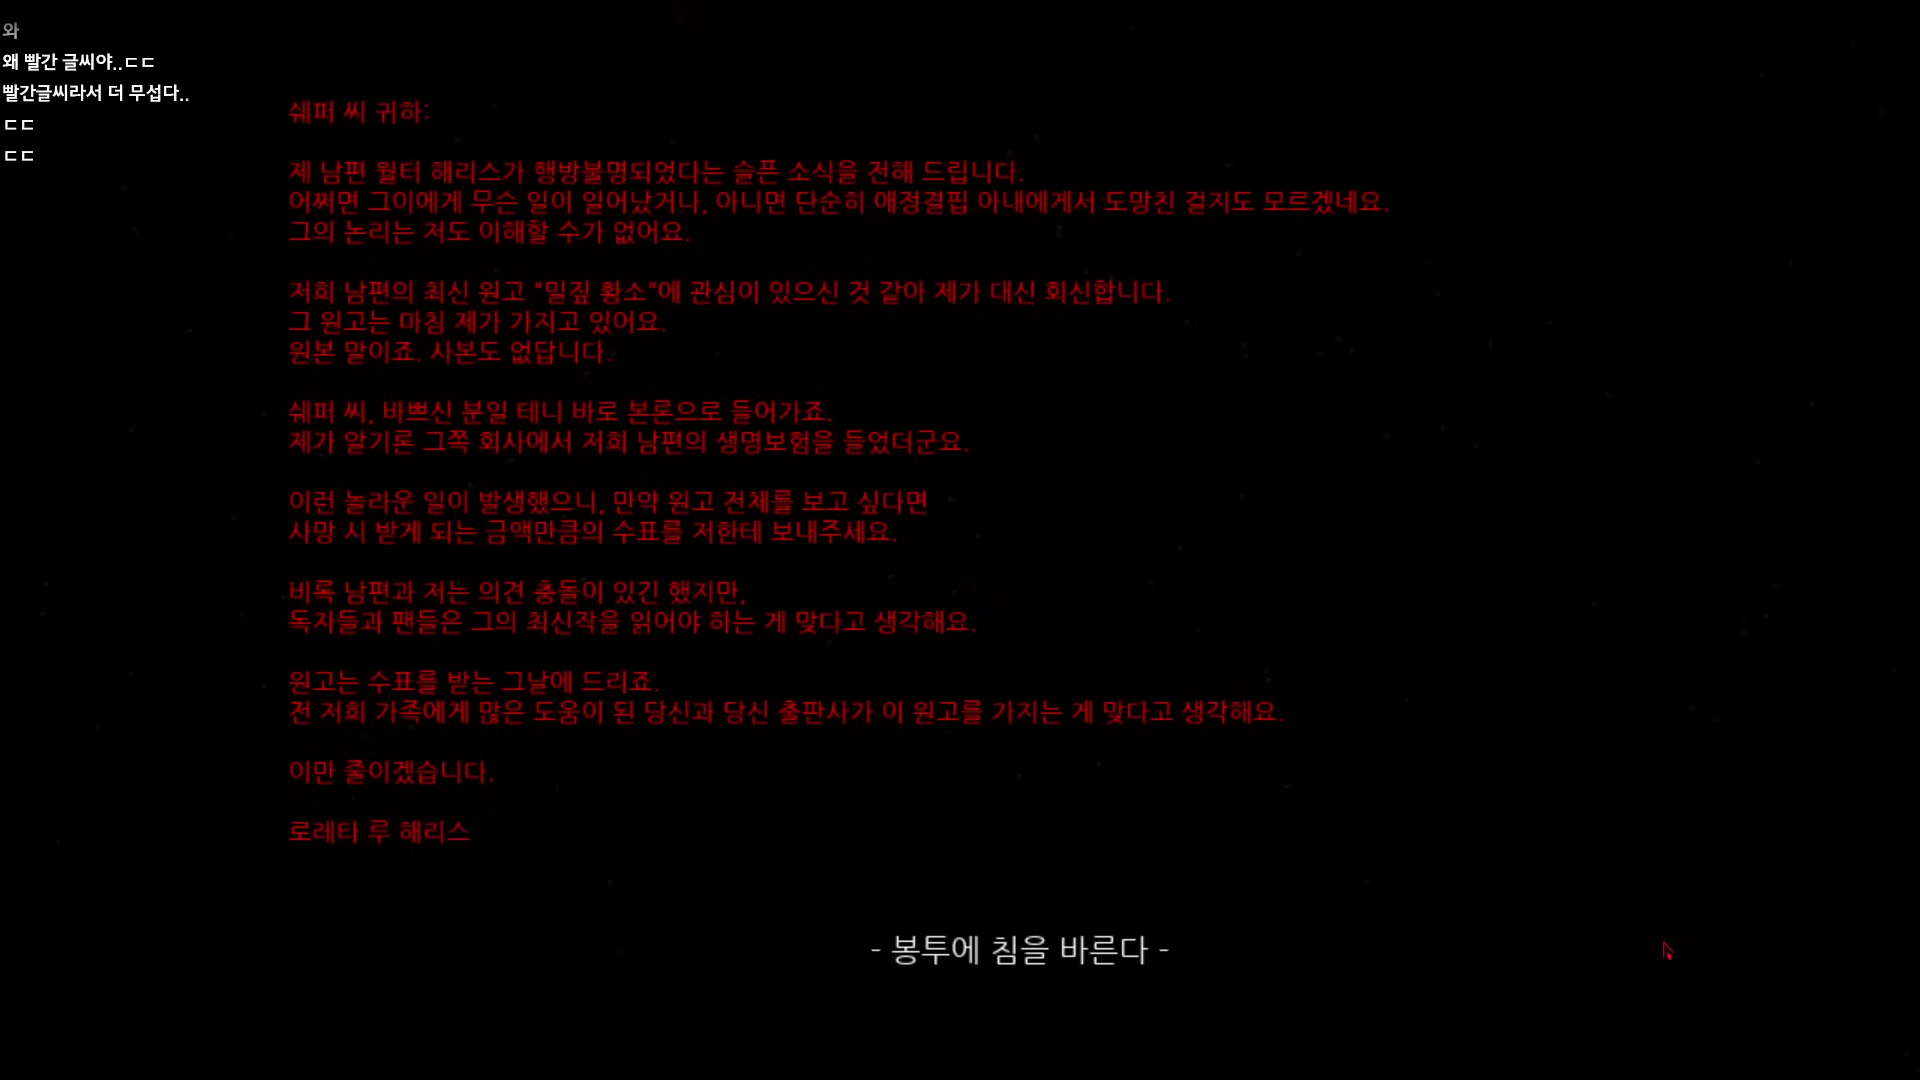 와
왜 빨간 글씨야..ㄷㄷ
빨간글씨라서 더 무섭다..
ㄷㄷ
ㄷㄷ
쉐퍼 씨 귀하:
제 남편 월터 해리스가 행방불명되었다는 슬픈 소식을 전해 드립니다.
어쩌면 그이에게 무슨 일이 일어났거나, 아니면 단순히 애정결핍 아내에게서 도망친 걸지도 모르겠네요.
그의 논리는 저도 이해할 수가 없어요.
저희 남편의 최신 원고 "밀짚 황소"에 관심이 있으신 것 같아 제가 대신 회신합니다.
그 원고는 마침 제가 가지고 있어요.
원본 말이죠. 사본도 없답니다.
쉐퍼 씨, 바쁘신 분일 테니 바로 본론으로 들어가죠.
제가 알기론 그쪽 회사에서 저희 남편의 생명보험을 들었더군요.
이런 놀라운 일이 발생했으니, 만약 원고 전체를 보고 싶다면
사망 시 받게 되는 금액만큼의 수표를 저한테 보내주세요.
비록 남편과 저는 의견 충돌이 있긴 했지만,
독자들과 팬들은 그의 최신작을 읽어야 하는 게 맞다고 생각해요.
원고는 수표를 받는 그날에 드리죠.
전 저희 가족에게 많은 도움이 된 당신과 당신 출판사가 이 원고를 가지는 게 맞다고 생각해요.
이만 줄이겠습니다.
로레타 루 해리스
- 봉투에 침을 바른다 -